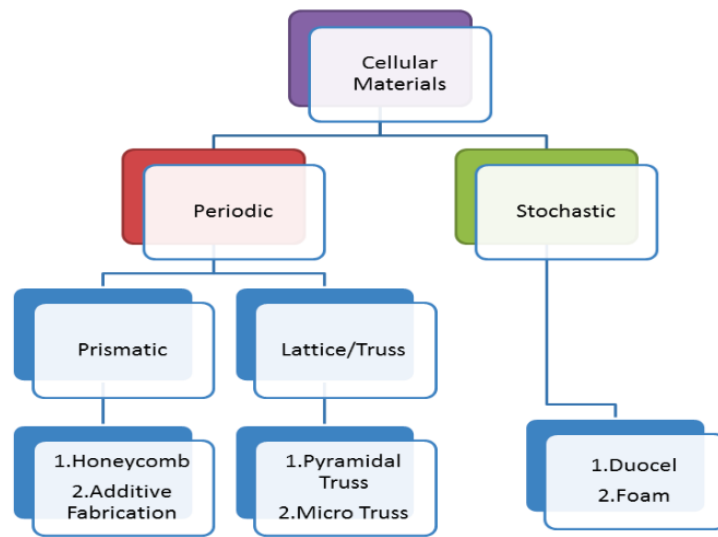 Cellular
Materials
Periodic
Stochastic
Prismatic
Lattice/Truss
1.Honeycomb
2.Additive
Fabrication
1.Pyramidal
Truss
2.Micro Truss
1.Duocel
2.Foam